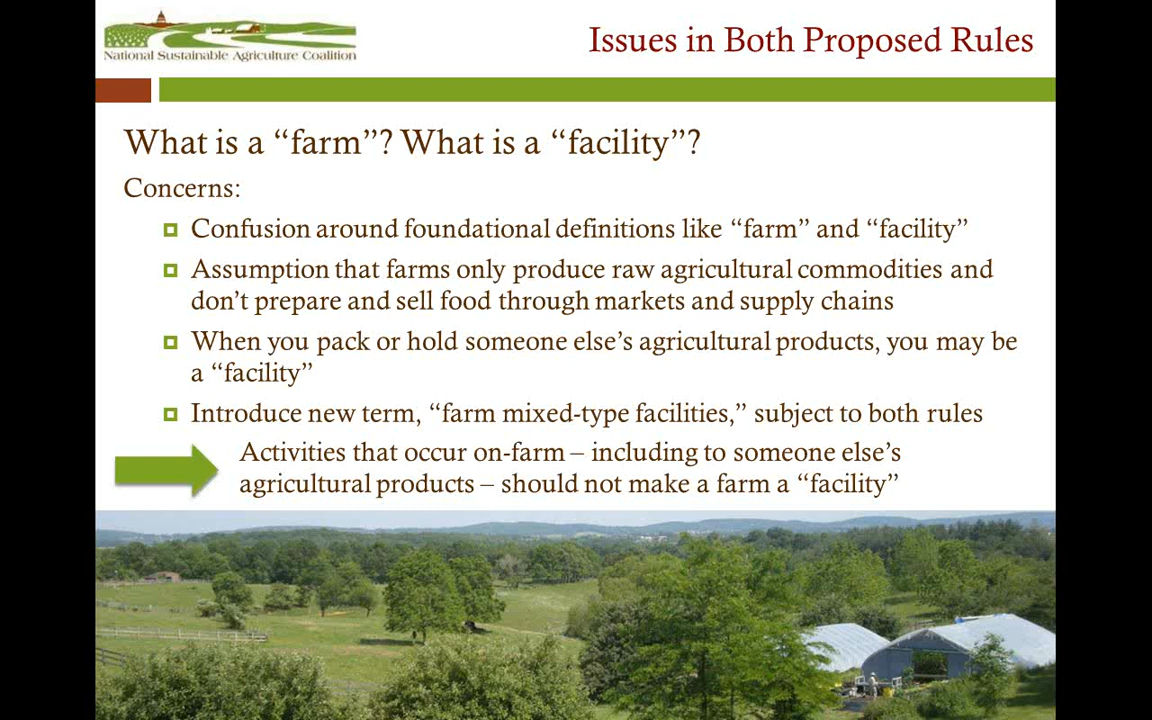 National Sustainable Agriculture Coalition
Issues in Both Proposed Rules
What is a “farm”? What is a “facility”?
Concerns:
Confusion around foundational definitions like “farm” and “facility”
Assumption that farms only produce raw agricultural commodities and
don’t prepare and sell food through markets and supply chains
When you pack or hold someone else’s agricultural products, you may be
a “facility”
Introduce new term, “farm mixed-type facilities,” subject to both rules
Activities that occur on-farm – including to someone else’s
agricultural products – should not make a farm a “facility”